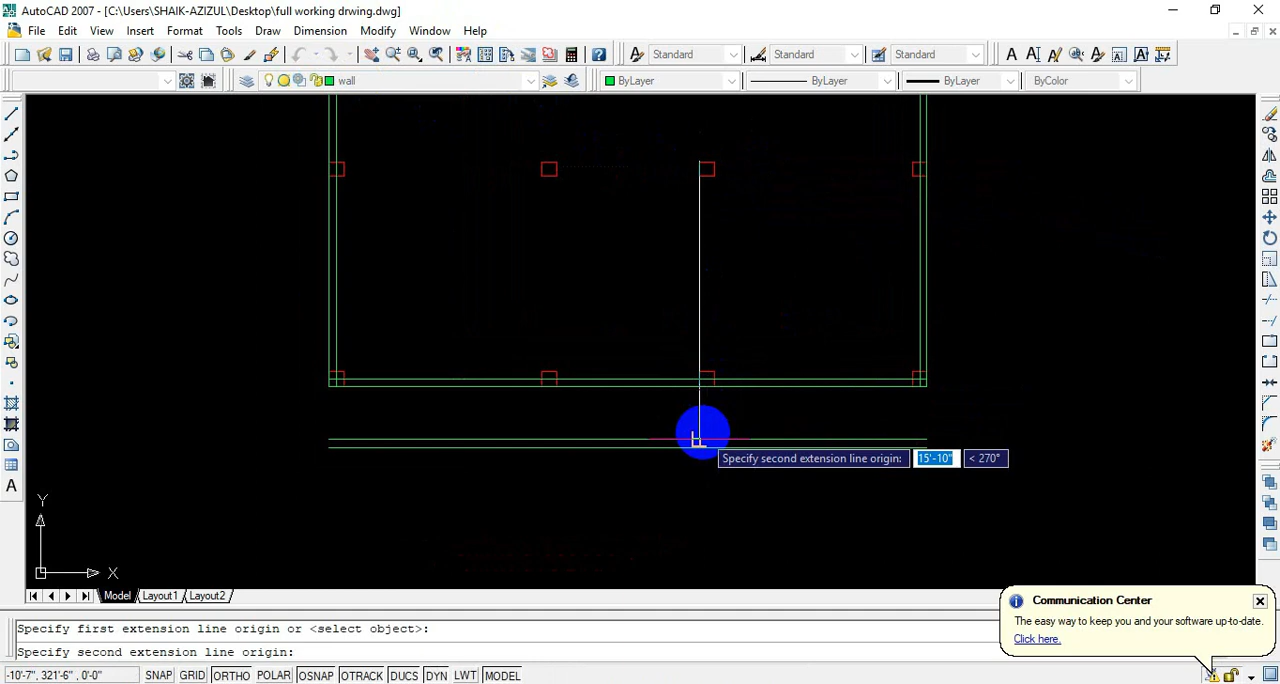 AutoCAD 2007 - [C:\Users\SHAIK-AZIZUL\Desktop\full working drwing.dwg]
File Edit View Insert Format Tools Draw Dimension Modify Window Help
Standard Standard Standard
wall ByLayer ByLayer ByLayer ByColor
Specify second extension line origin: 15'-10" < 270°
Y
X
Model Layout1 Layout2
Communication Center
The easy way to keep you and your software up-to-date.
Click here.
Specify first extension line origin or <select object>:
Specify second extension line origin:
-10'-7", 321'-6" , 0'-0" SNAP GRID ORTHO POLAR OSNAP OTRACK DUCS DYN LWT MODEL